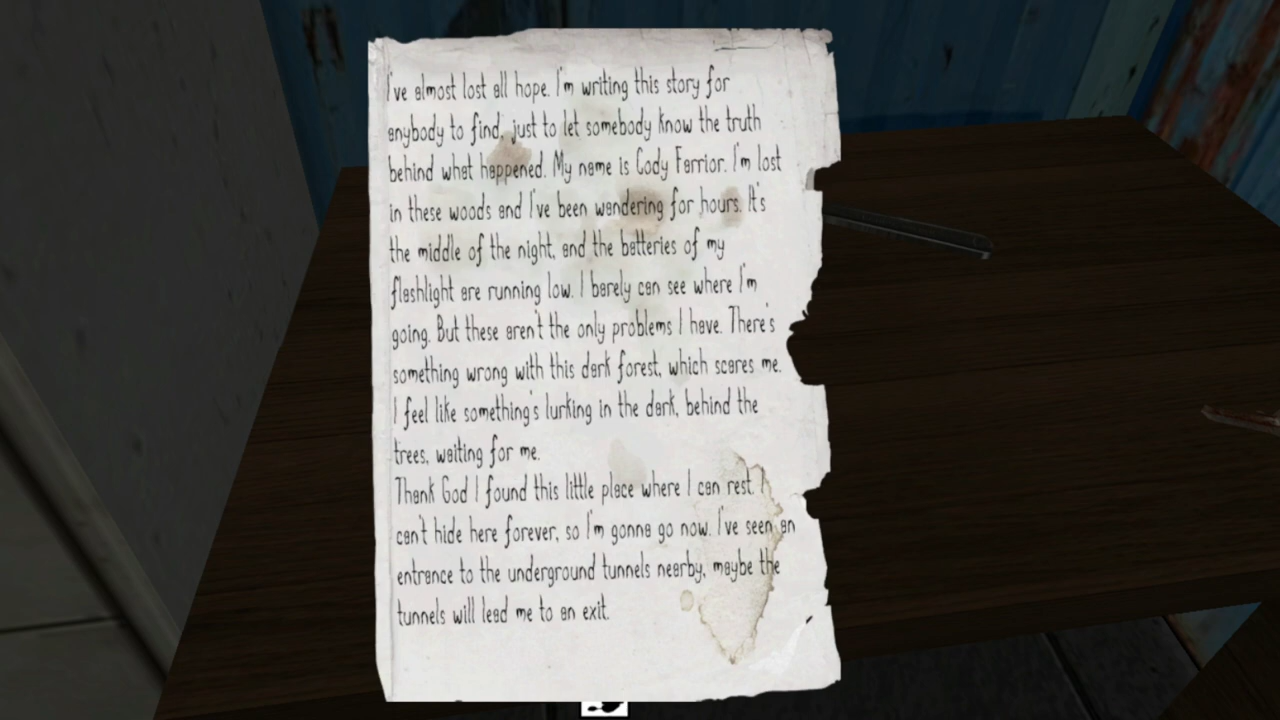 I've almost lost all hope. I'm writing this story for
anybody to find, just to let somebody know the truth
behind what happened. My name is Cody Farrior. I'm lost
in these woods and I've been wandering for hours. It's
the middle of the night, and the batteries of my
flashlight are running low. I barely can see where I'm
going. But these aren't the only problems I have. There's
something wrong with this dark forest, which scares me.
I feel like something's lurking in the dark, behind the
trees, waiting for me.
Thank God I found this little place where I can rest. I
can't hide here forever, so I'm gonna go now. I've seen an
entrance to the underground tunnels nearby, maybe the
tunnels will lead me to an exit.